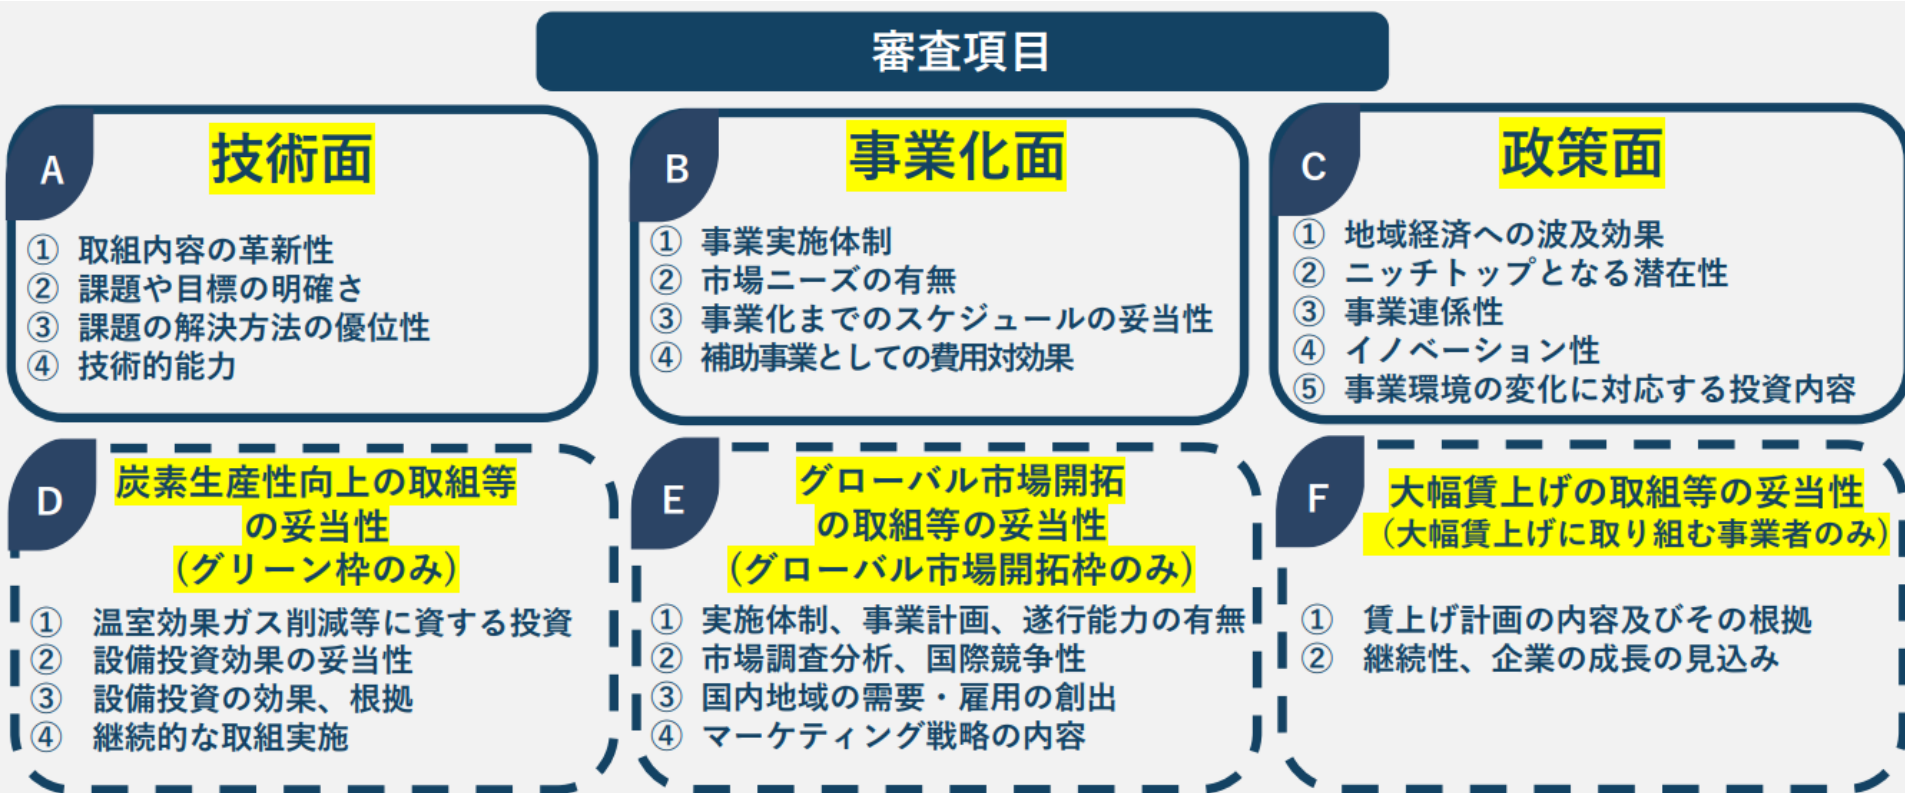 審査項目
A
技術面
① 取組内容の革新性
② 課題や目標の明確さ
③ 課題の解決方法の優位性
④ 技術的能力
B
事業化面
① 事業実施体制
② 市場ニーズの有無
③ 事業化までのスケジュールの妥当性
④ 補助事業としての費用対効果
C
政策面
① 地域経済への波及効果
② ニッチトップとなる潜在性
③ 事業連係性
④ イノベーション性
⑤ 事業環境の変化に対応する投資内容
D
炭素生産性向上の取組等
の妥当性
(グリーン枠のみ)
① 温室効果ガス削減等に資する投資
② 設備投資効果の妥当性
③ 設備投資の効果、根拠
④ 継続的な取組実施
E
グローバル市場開拓
の取組等の妥当性
(グローバル市場開拓枠のみ)
① 実施体制、事業計画、遂行能力の有無
② 市場調査分析、国際競争性
③ 国内地域の需要・雇用の創出
④ マーケティング戦略の内容
F
大幅賃上げの取組等の妥当性
（大幅賃上げに取り組む事業者のみ）
① 賃上げ計画の内容及びその根拠
② 継続性、企業の成長の見込み